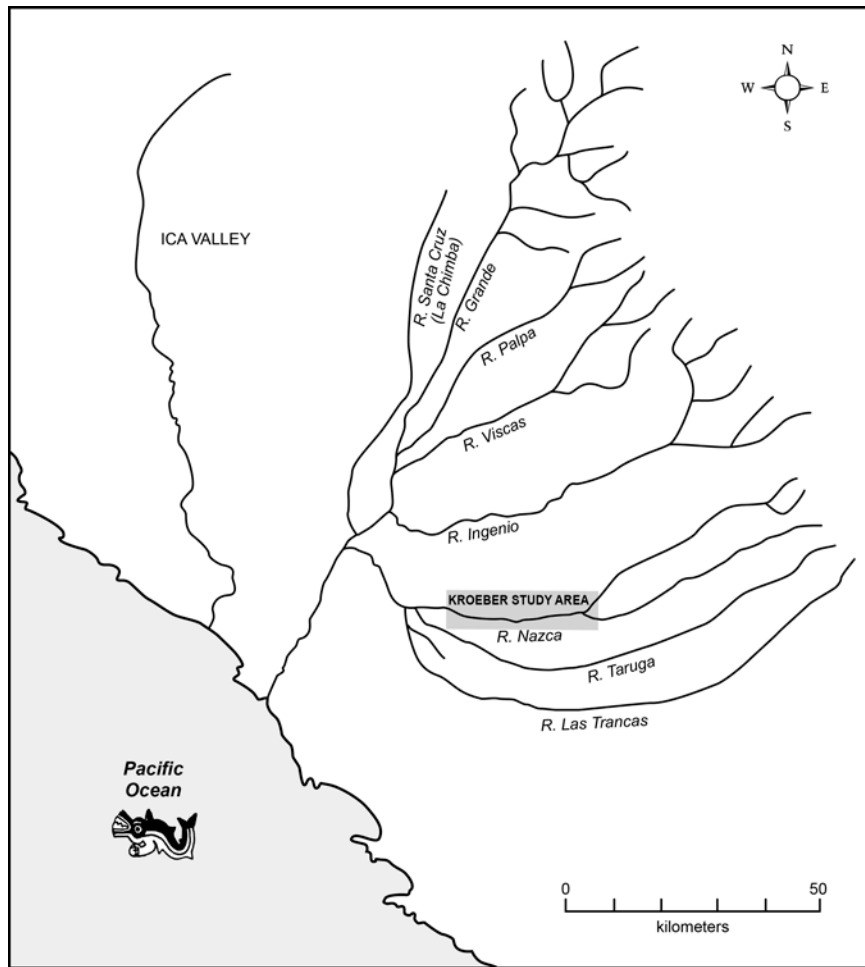 N
W E
S
ICA VALLEY
R. Santa Cruz
(La Chimba)
R. Grande
R. Palpa
R. Viscas
R. Ingenio
KROEBER STUDY AREA
R. Nazca
R. Taruga
R. Las Trancas
Pacific
Ocean
0 50
kilometers